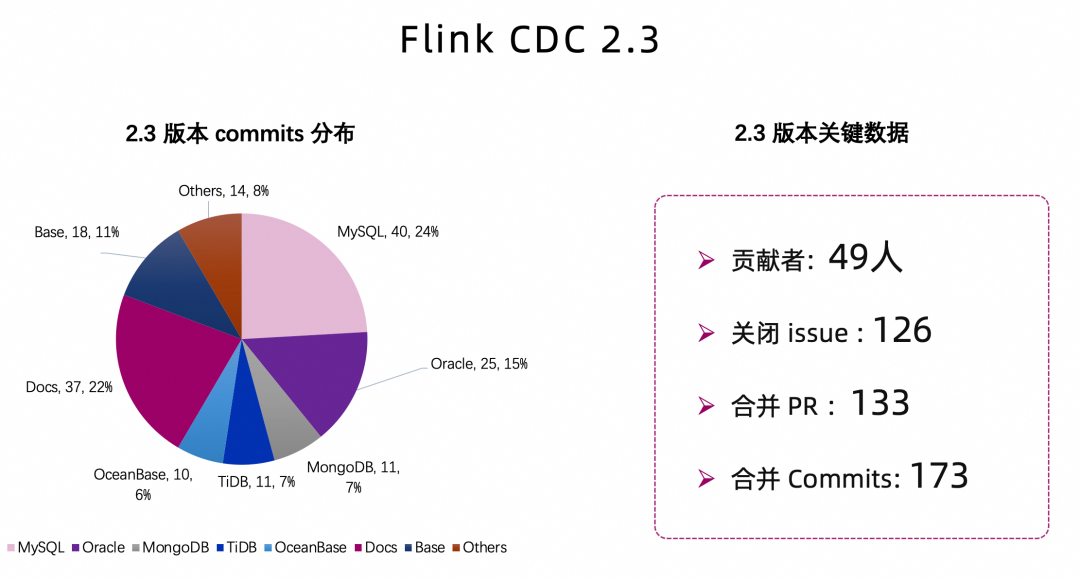 Flink CDC 2.3
2.3 版本 commits 分布
Others, 14, 8%
Base, 18, 11%
MySQL, 40, 24%
Oracle, 25, 15%
Docs, 37, 22%
OceanBase, 10,
6%
TiDB, 11, 7%
MongoDB, 11,
7%
MySQL Oracle MongoDB TiDB OceanBase Docs Base Others
2.3 版本关键数据
贡献者: 49人
关闭 issue : 126
合并 PR : 133
合并 Commits: 173